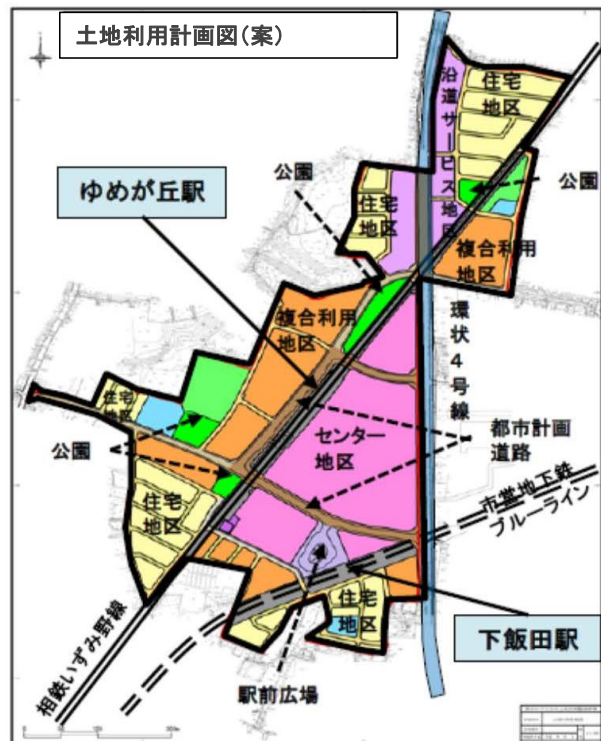 土地利用計画図(案)
住宅
地区
沿道サービス地区
公園
ゆめが丘駅
住宅
地区
公園
複合利用
地区
複合利用
地区
環状4号線
住宅
地区
センター
地区
都市計画
道路
公園
住宅
地区
市営地下鉄
ブルーライン
住宅
地区
下飯田駅
駅前広場
相鉄いずみ野線